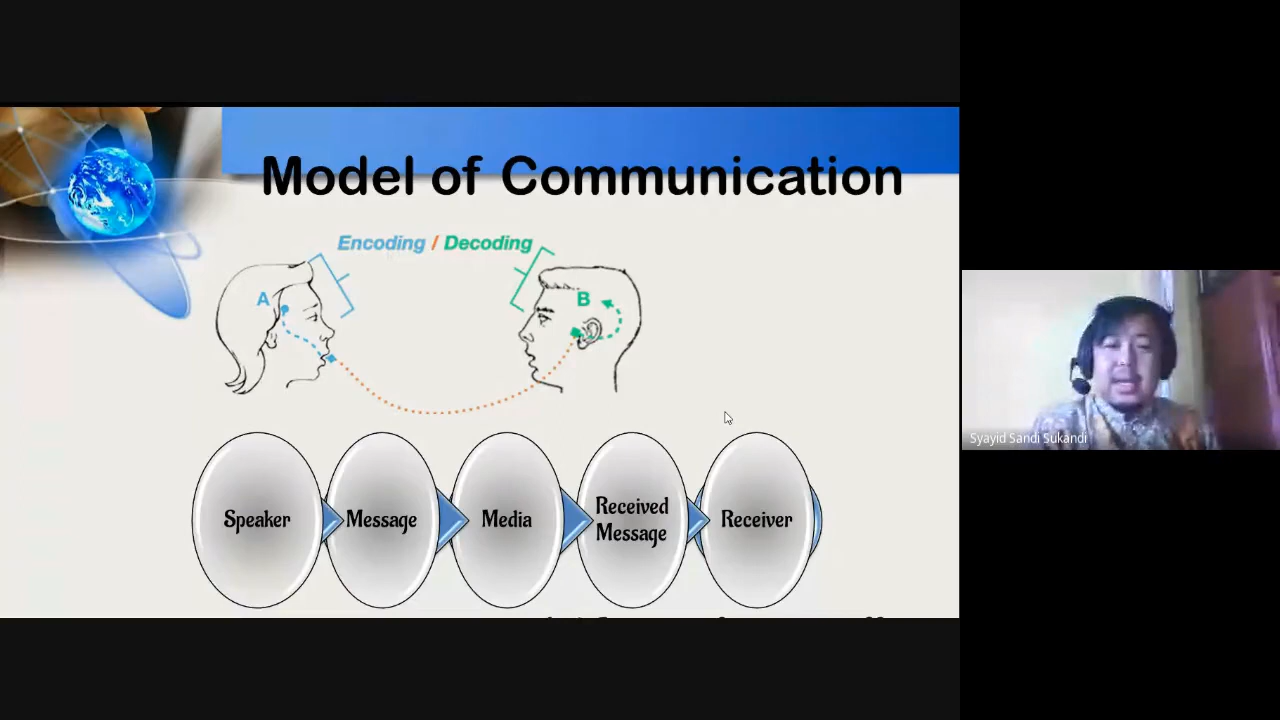 Model of Communication
Encoding / Decoding
A
B
Speaker
Message
Media
Received
Message
Receiver
Syayid Sandi Sukandi